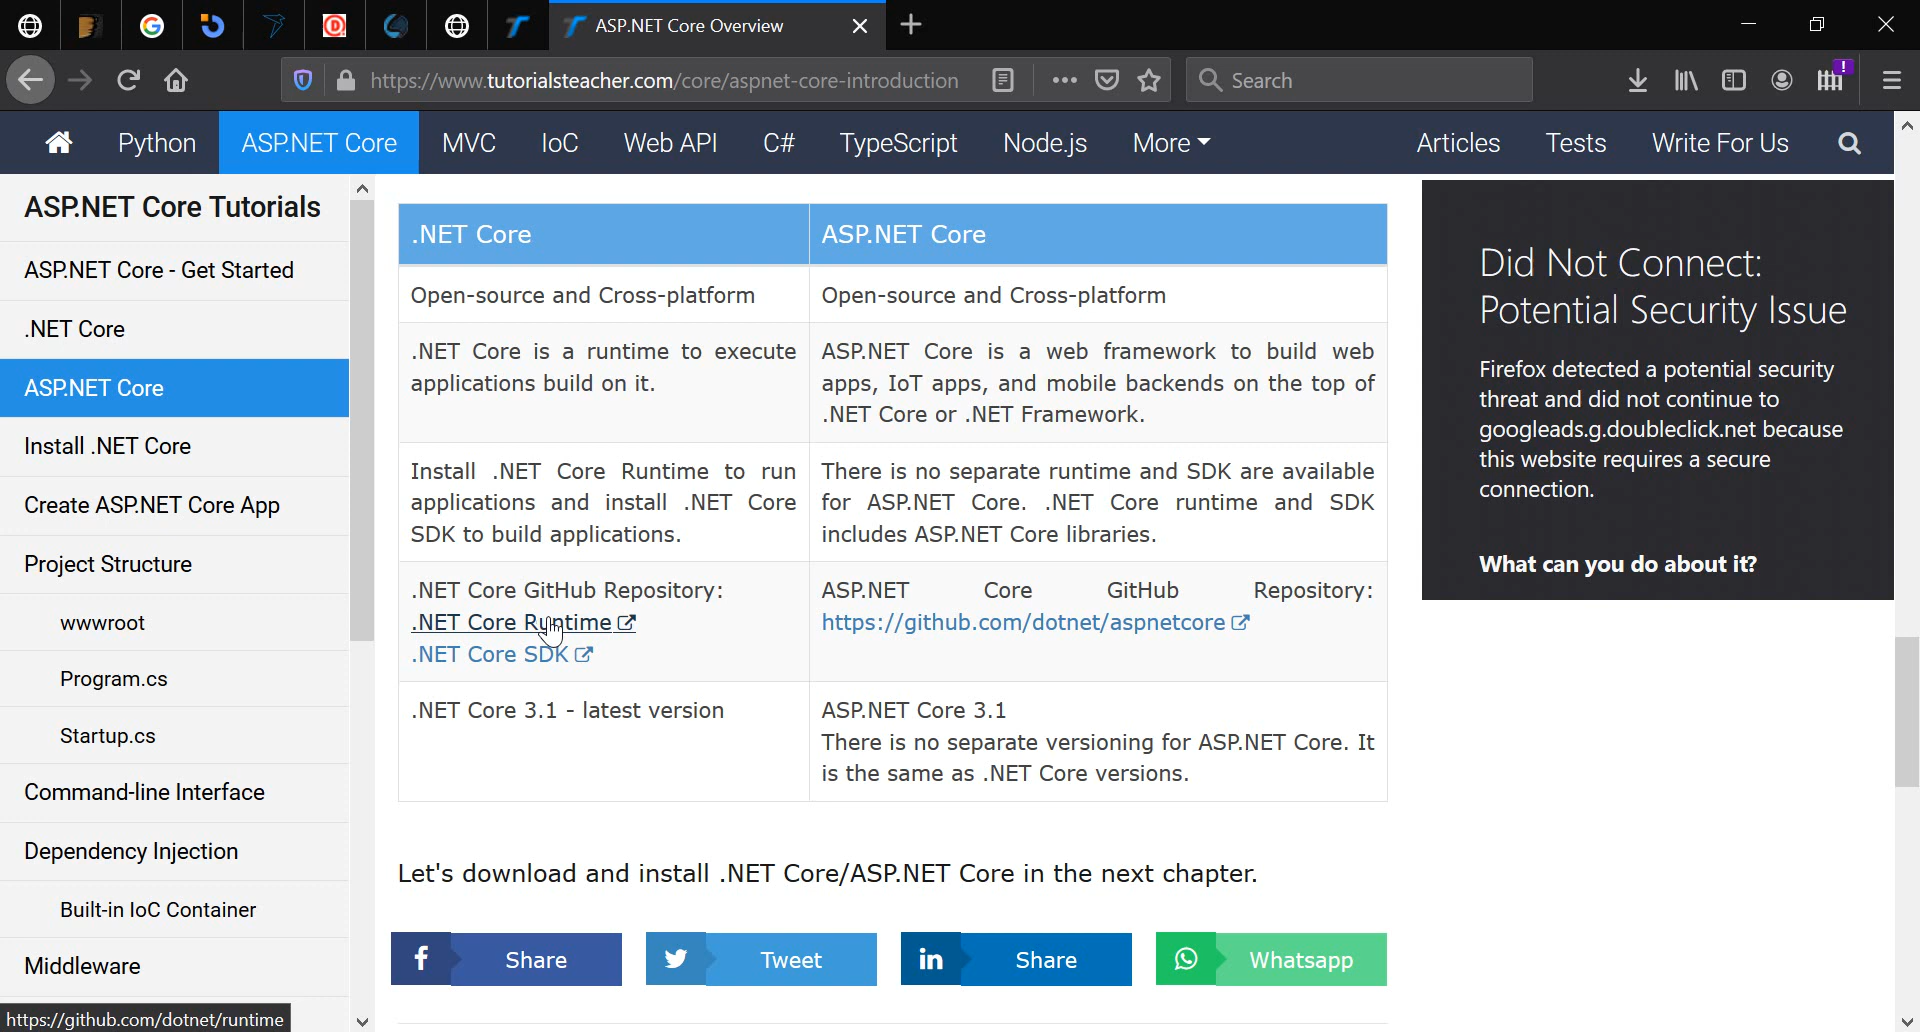 ASP.NET Core Overview
https://www.tutorialsteacher.com/core/aspnet-core-introduction
Search
Python
ASP.NET Core
MVC
IoC
Web API
C#
TypeScript
Node.js
More
Articles
Tests
Write For Us
ASP.NET Core Tutorials
ASP.NET Core - Get Started
.NET Core
ASP.NET Core
Install .NET Core
Create ASP.NET Core App
Project Structure
wwwroot
Program.cs
Startup.cs
Command-line Interface
Dependency Injection
Built-in IoC Container
Middleware
https://github.com/dotnet/runtime
.NET Core
ASP.NET Core
Open-source and Cross-platform
Open-source and Cross-platform
.NET Core is a runtime to execute
applications build on it.
ASP.NET Core is a web framework to build web
apps, IoT apps, and mobile backends on the top of
.NET Core or .NET Framework.
Install .NET Core Runtime to run
applications and install .NET Core
SDK to build applications.
There is no separate runtime and SDK are available
for ASP.NET Core. .NET Core runtime and SDK
includes ASP.NET Core libraries.
.NET Core GitHub Repository:
.NET Core Runtime
.NET Core SDK
ASP.NET Core GitHub Repository:
https://github.com/dotnet/aspnetcore
.NET Core 3.1 - latest version
ASP.NET Core 3.1
There is no separate versioning for ASP.NET Core. It
is the same as .NET Core versions.
Let's download and install .NET Core/ASP.NET Core in the next chapter.
Share
Tweet
Share
Whatsapp
Did Not Connect:
Potential Security Issue
Firefox detected a potential security
threat and did not continue to
googleads.g.doubleclick.net because
this website requires a secure
connection.
What can you do about it?